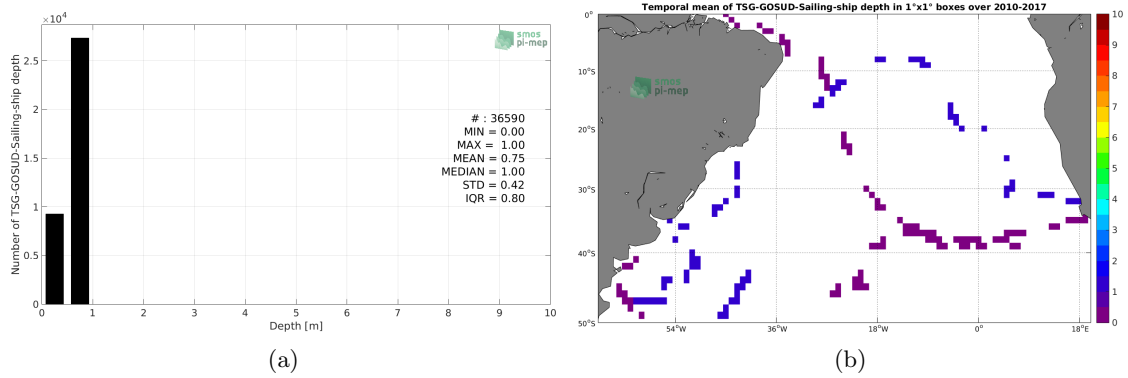 ×10⁴
2.5
2
1.5
1
0.5
0
0 1 2 3 4 5 6 7 8 9 10
Depth [m]
Number of TSG-GOSUD-Sailing-ship depth
smos
pi-mep
# : 36590
MIN = 0.00
MAX = 1.00
MEAN = 0.75
MEDIAN = 1.00
STD = 0.42
IQR = 0.80
(a)
Temporal mean of TSG-GOSUD-Sailing-ship depth in 1°x1° boxes over 2010-2017
0°
10°S
20°S
30°S
40°S
50°S
54°W 36°W 18°W 0° 18°E
smos
pi-mep
10
9
8
7
6
5
4
3
2
1
0
(b)